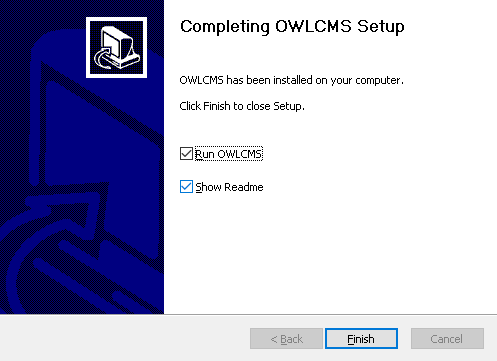 Completing OWLCMS Setup
OWLCMS has been installed on your computer.
Click Finish to close Setup.
Run OWLCMS
Show Readme
< Back
Finish
Cancel